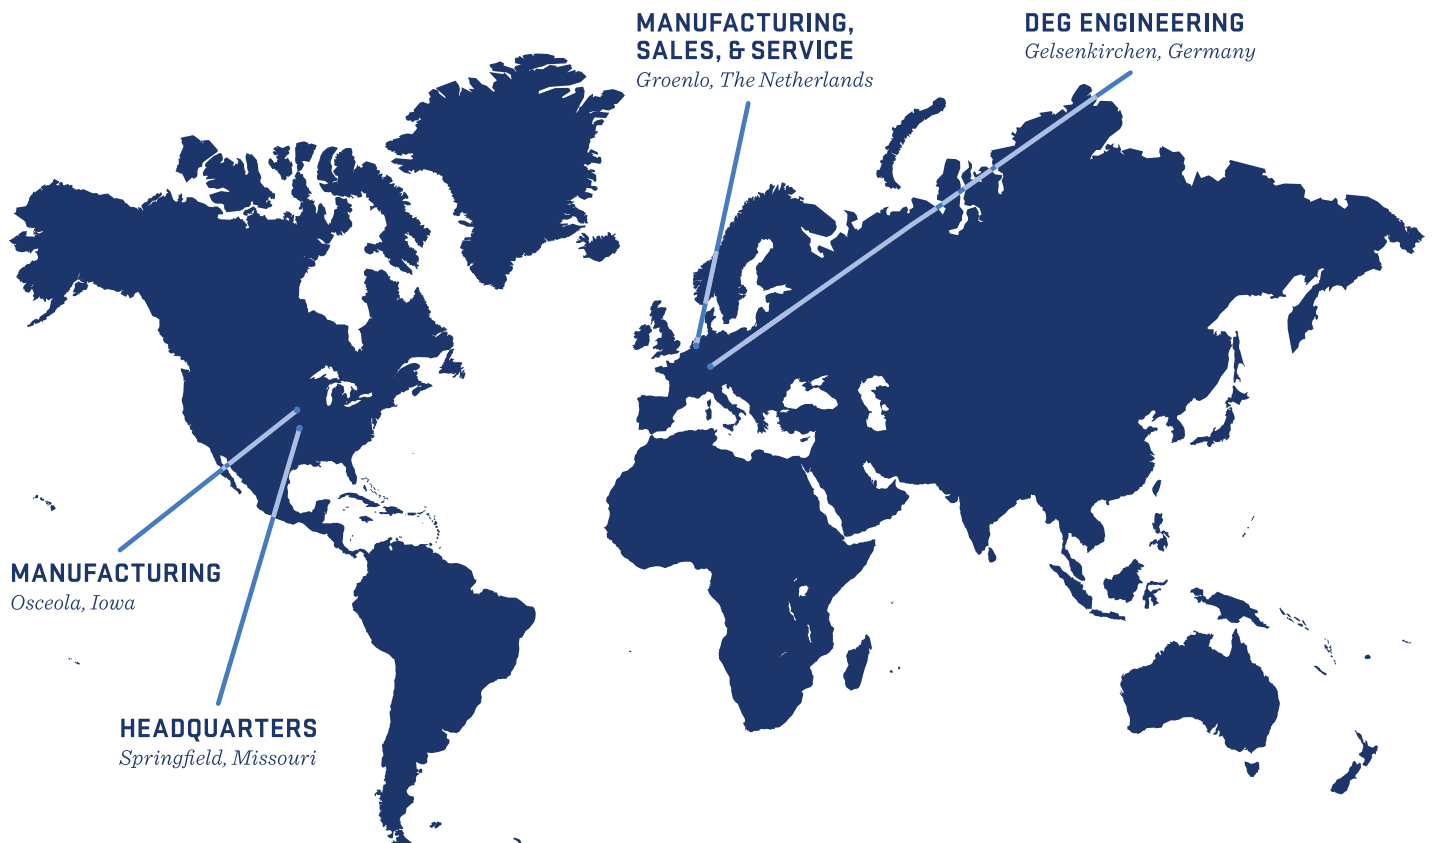 MANUFACTURING,
SALES, & SERVICE
Groenlo, The Netherlands
DEG ENGINEERING
Gelsenkirchen, Germany
MANUFACTURING
Osceola, Iowa
HEADQUARTERS
Springfield, Missouri